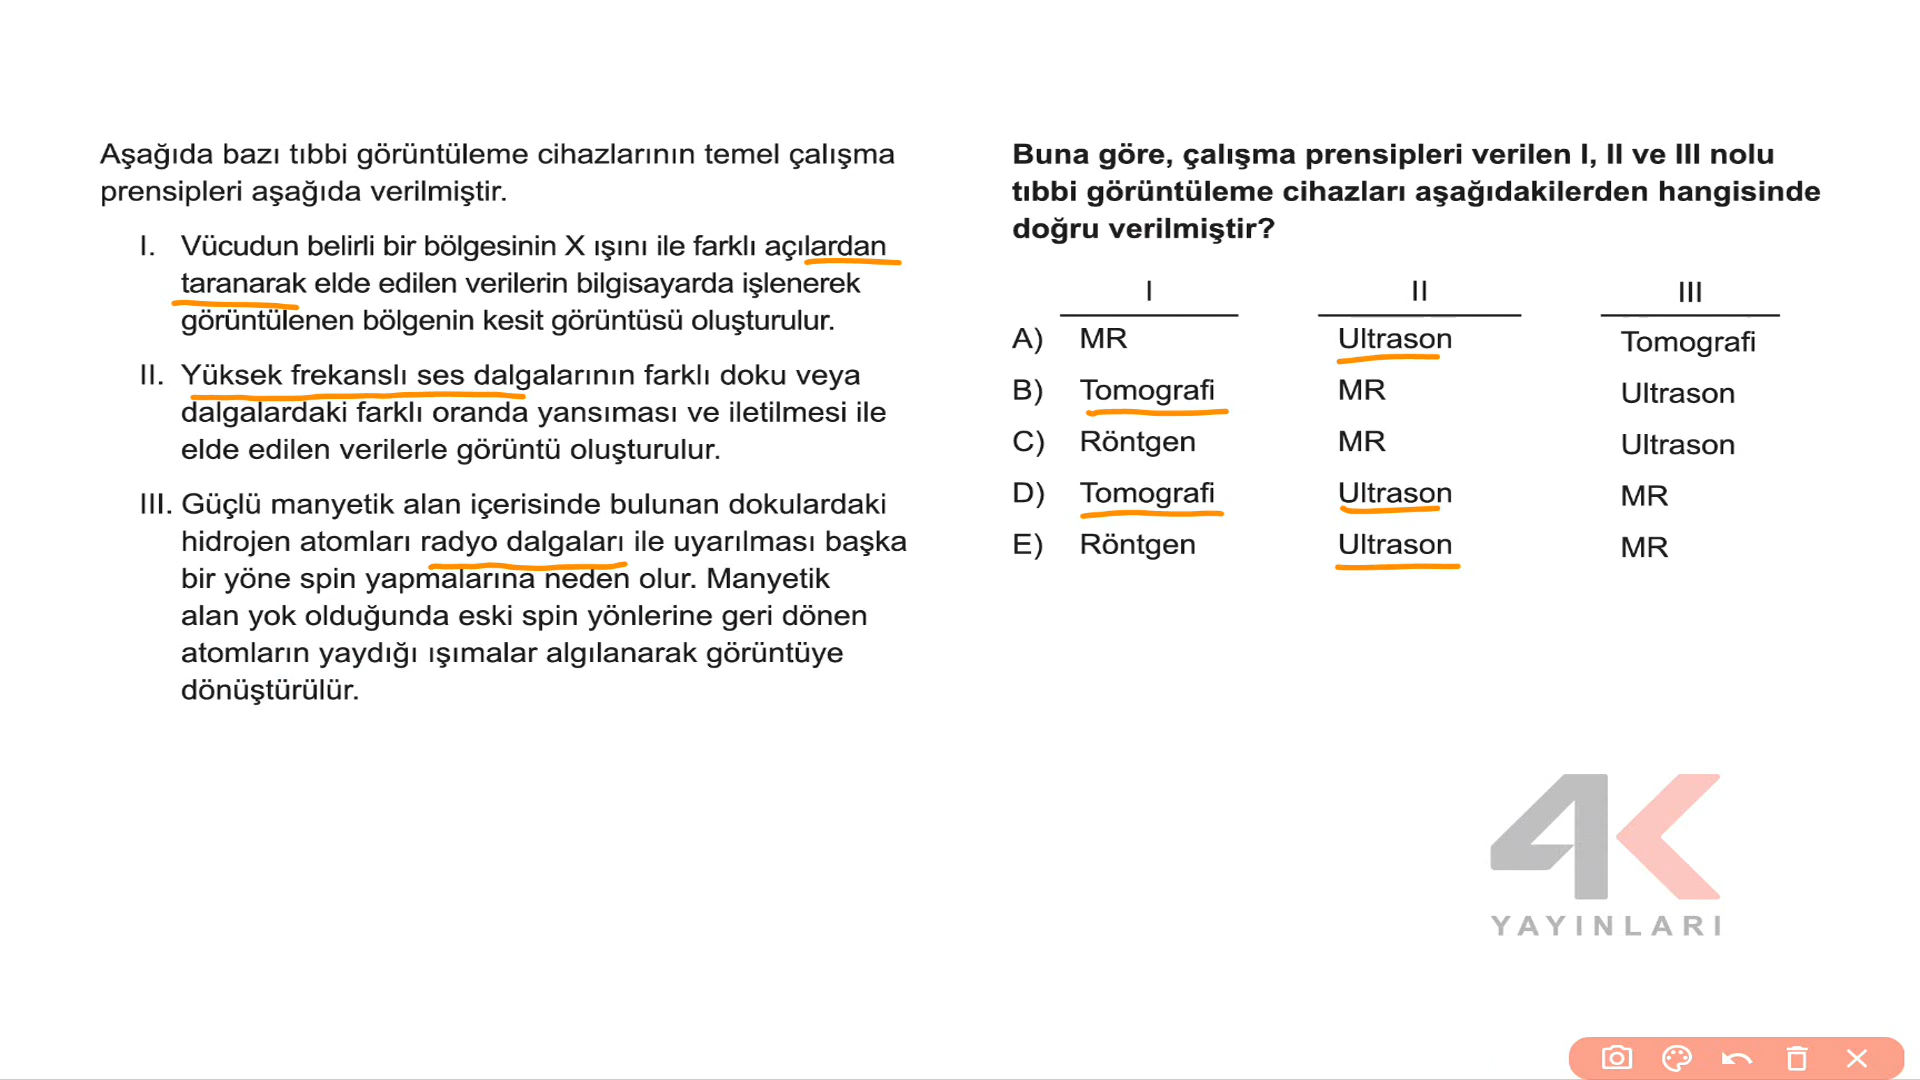 Aşağıda bazı tıbbi görüntüleme cihazlarının temel çalışma
prensipleri aşağıda verilmiştir.
I. Vücudun belirli bir bölgesinin X ışını ile farklı açılardan
taranarak elde edilen verilerin bilgisayarda işlenerek
görüntülenen bölgenin kesit görüntüsü oluşturulur.
II. Yüksek frekanslı ses dalgalarının farklı doku veya
dalgalardaki farklı oranda yansıması ve iletilmesi ile
elde edilen verilerle görüntü oluşturulur.
III. Güçlü manyetik alan içerisinde bulunan dokulardaki
hidrojen atomları radyo dalgaları ile uyarılması başka
bir yöne spin yapmalarına neden olur. Manyetik
alan yok olduğunda eski spin yönlerine geri dönen
atomların yaydığı ışımalar algılanarak görüntüye
dönüştürülür.
Buna göre, çalışma prensipleri verilen I, II ve III nolu
tıbbi görüntüleme cihazları aşağıdakilerden hangisinde
doğru verilmiştir?
I II III
A) MR Ultrason Tomografi
B) Tomografi MR Ultrason
C) Röntgen MR Ultrason
D) Tomografi Ultrason MR
E) Röntgen Ultrason MR
4K
YAYINLARI